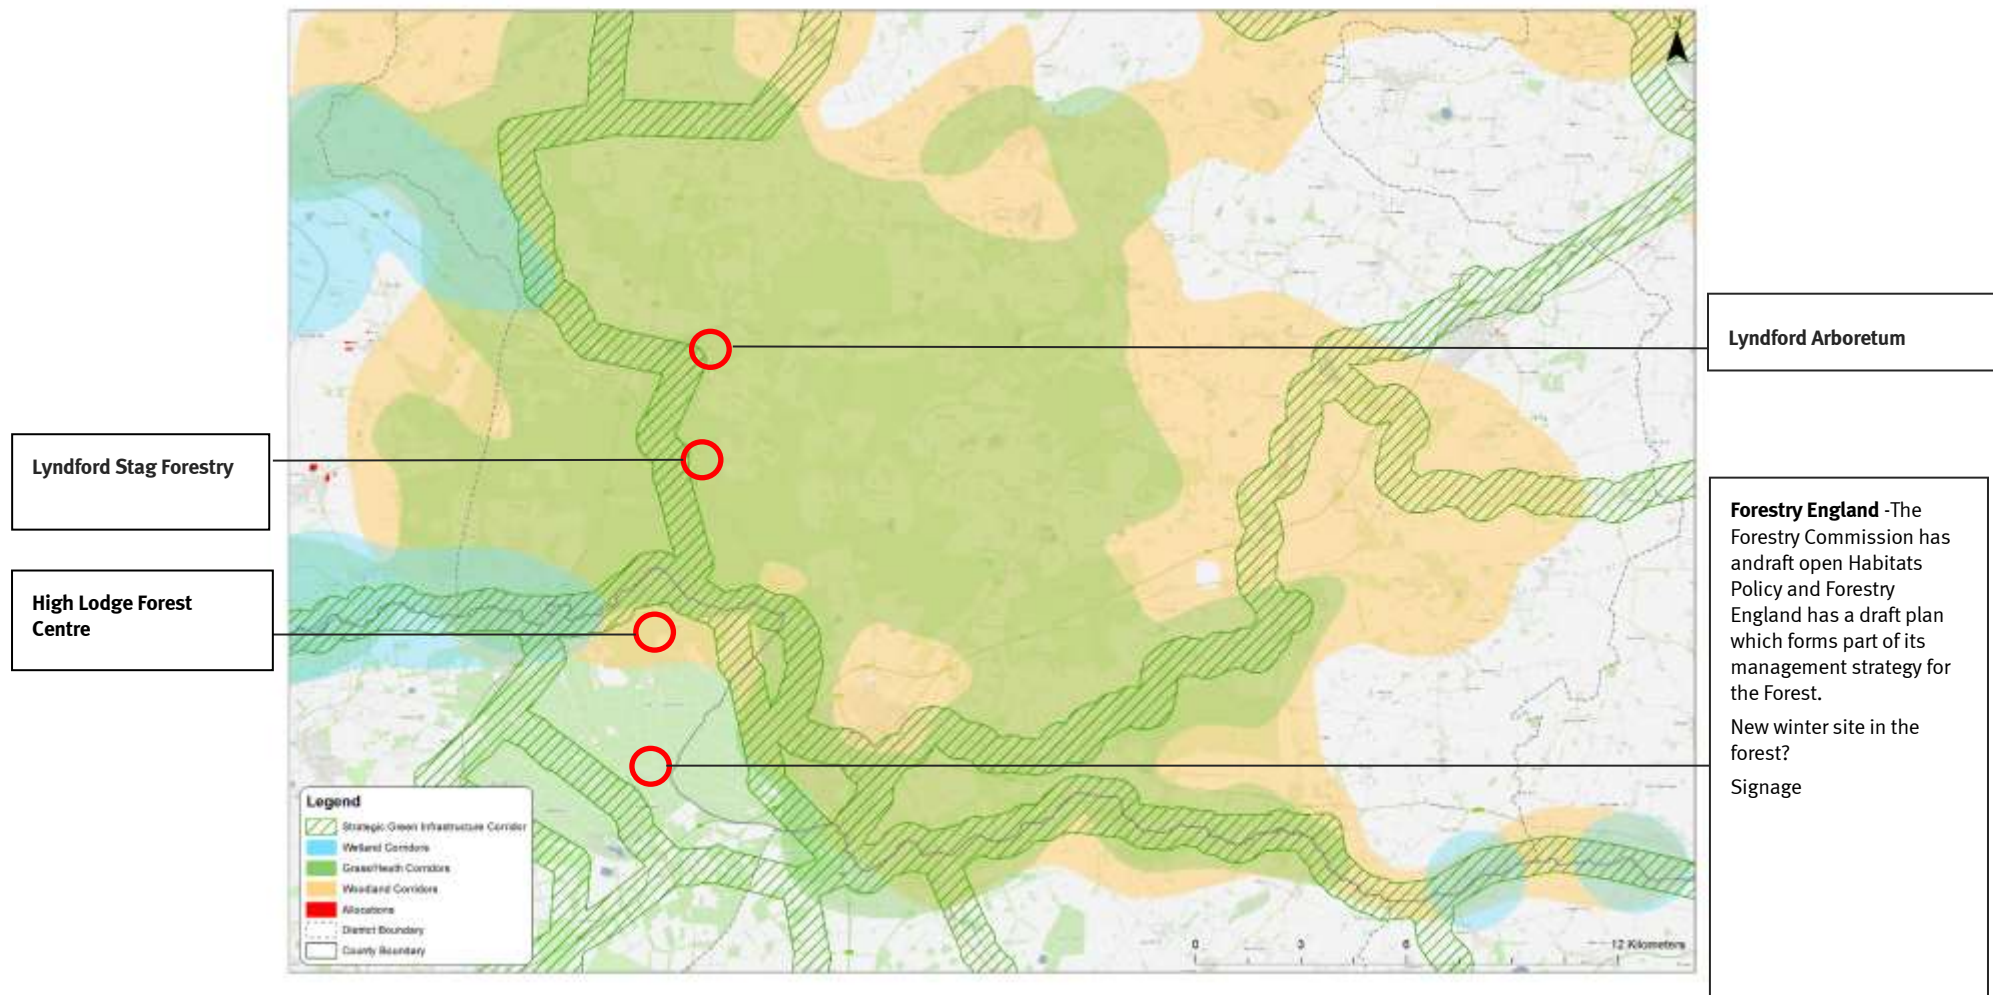 Lyndford Arboretum
Lyndford Stag Forestry
High Lodge Forest
Centre
Forestry England -The
Forestry Commission has
andraft open Habitats
Policy and Forestry
England has a draft plan
which forms part of its
management strategy for
the Forest.
New winter site in the
forest?
Signage
Legend
Strategic Green Infrastructure Corridor
Wetland Corridors
Grass/Heath Corridors
Woodland Corridors
Allocations
District Boundary
County Boundary
0 3 6 12 Kilometers